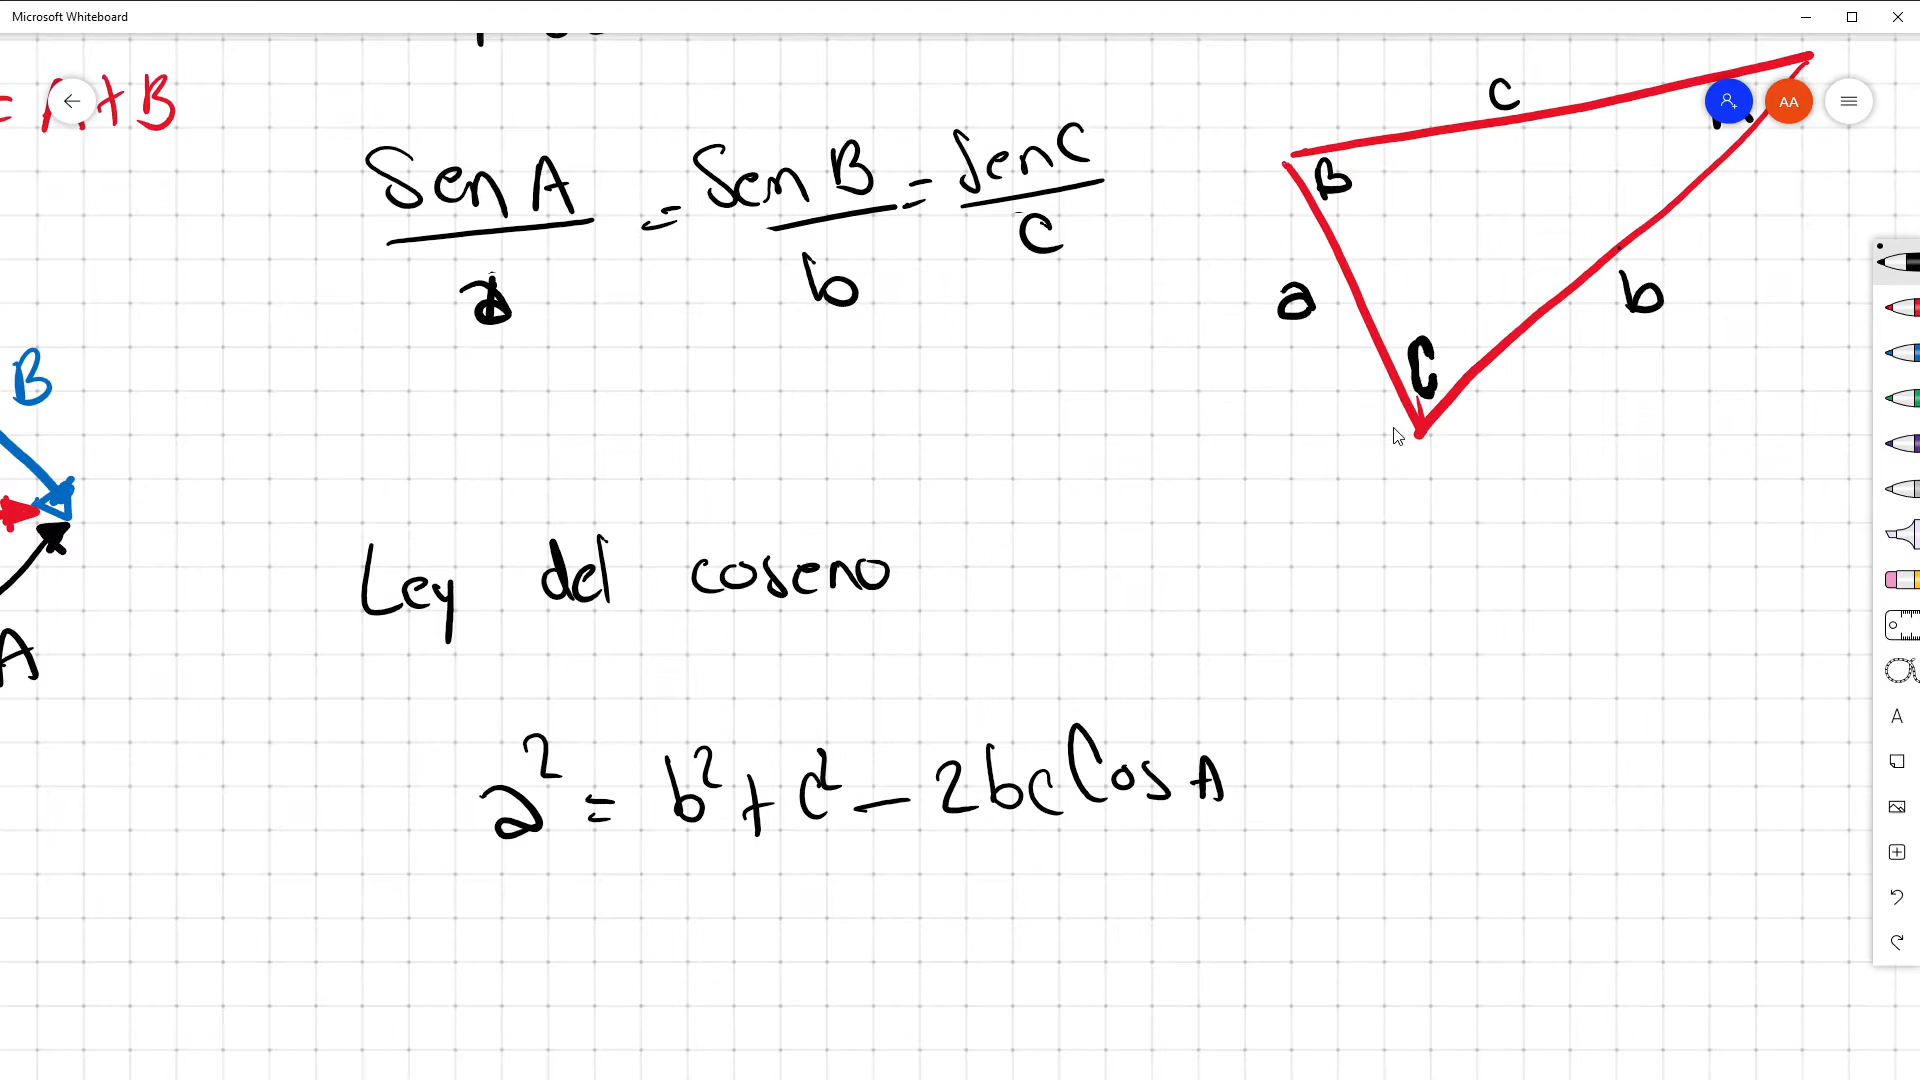 Microsoft Whiteboard
= A+B
Sen A / a = Sen B / b = Sen C / c
c
B
a
b
C
AA
B
A
Ley del coseno
a² = b² + c² - 2bc Cos A
A